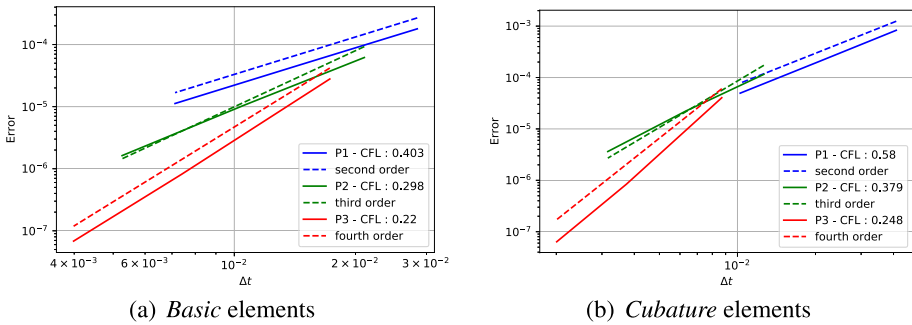 10⁻⁴
10⁻⁵
10⁻⁶
10⁻⁷
Error
P1 - CFL : 0.403
second order
P2 - CFL : 0.298
third order
P3 - CFL : 0.22
fourth order
4 × 10⁻³
6 × 10⁻³
10⁻²
2 × 10⁻²
3 × 10⁻²
Δt
(a) Basic elements
10⁻³
10⁻⁴
10⁻⁵
10⁻⁶
10⁻⁷
Error
P1 - CFL : 0.58
second order
P2 - CFL : 0.379
third order
P3 - CFL : 0.248
fourth order
10⁻²
Δt
(b) Cubature elements